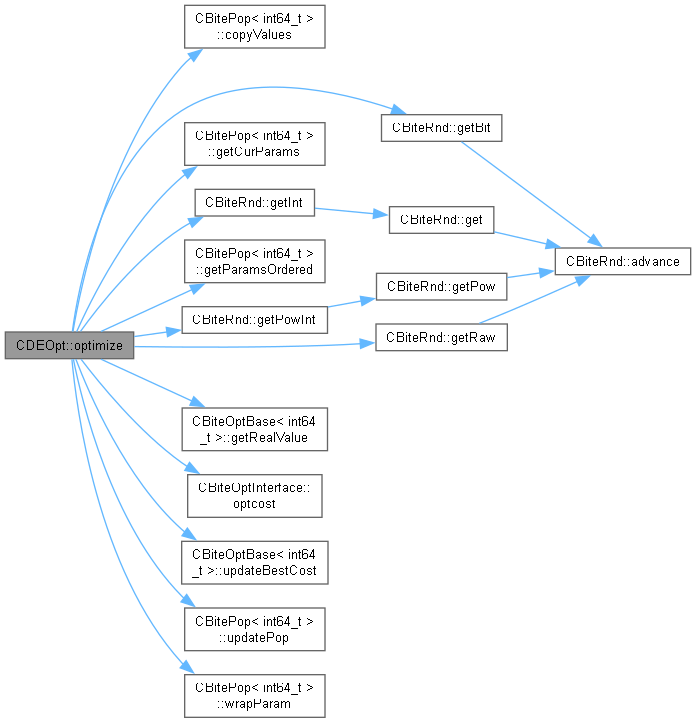 CBitePop< int64_t >
::copyValues
CBiteRnd::getBit
CBitePop< int64_t >
::getCurParams
CBiteRnd::getInt
CBiteRnd::get
CBitePop< int64_t >
::getParamsOrdered
CBiteRnd::advance
CBiteRnd::getPow
CBiteRnd::getPowInt
CDEOpt::optimize
CBiteRnd::getRaw
CBiteOptBase< int64
_t >::getRealValue
CBiteOptInterface::
optcost
CBiteOptBase< int64
_t >::updateBestCost
CBitePop< int64_t >
::updatePop
CBitePop< int64_t >
::wrapParam